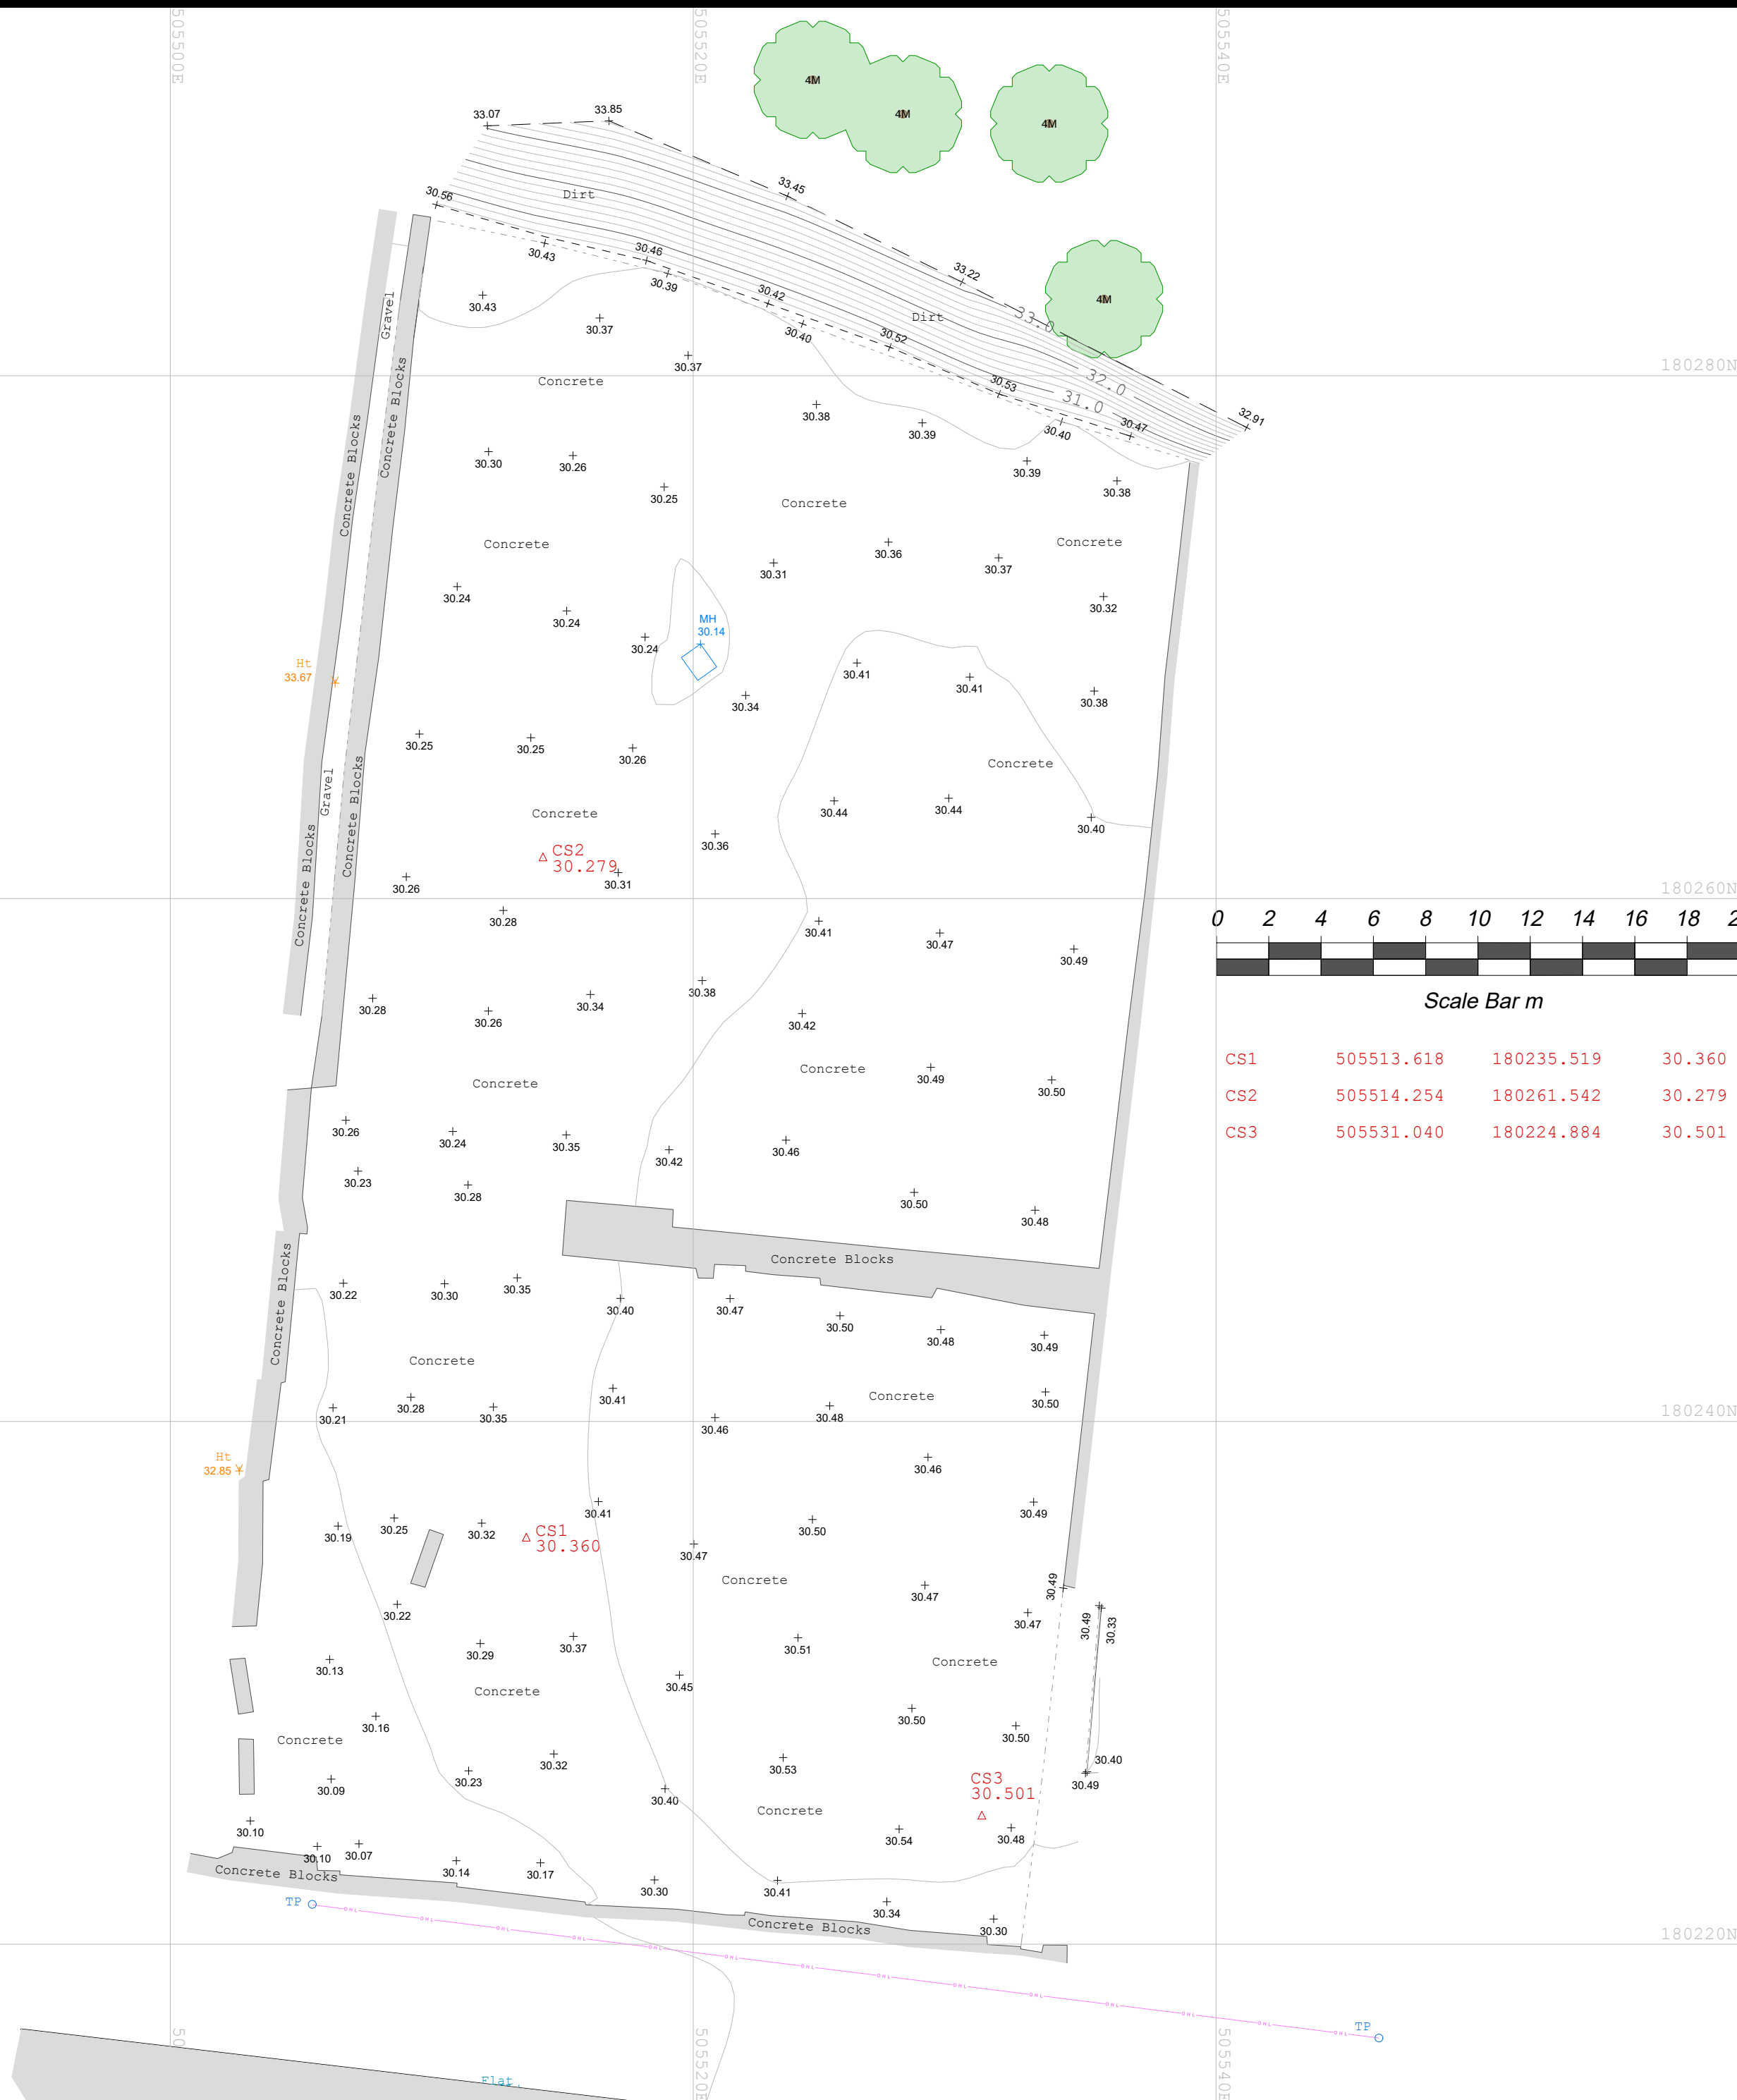 505500E
505520E
505540E
4M
4M
4M
4M
33.07
33.85
33.45
33.22
32.91
30.56
Dirt
30.43
30.46
30.39
30.42
30.40
30.52
Dirt
33.0
32.0
31.0
30.53
30.40
30.47
180280N
30.43
30.37
30.37
Gravel
Concrete
Concrete Blocks
Concrete Blocks
30.38
30.39
30.39
30.38
30.30
30.26
30.25
Concrete
Concrete
Concrete
30.31
30.36
30.37
30.32
30.24
30.24
30.24
MH
30.14
Ht
33.67
30.34
30.41
30.41
30.38
30.25
30.25
30.26
Concrete
Gravel
Concrete Blocks
Concrete Blocks
Concrete
30.44
30.44
30.40
30.36
CS2
30.279
30.31
30.26
30.28
180260N
30.41
30.47
30.49
0 2 4 6 8 10 12 14 16 18 2
Scale Bar m
30.28
30.26
30.34
30.38
30.42
CS1 505513.618 180235.519 30.360
CS2 505514.254 180261.542 30.279
CS3 505531.040 180224.884 30.501
Concrete
Concrete
30.49
30.50
30.26
30.24
30.35
30.42
30.46
30.23
30.28
30.50
30.48
Concrete Blocks
Concrete Blocks
30.22
30.30
30.35
30.40
30.47
30.50
30.48
30.49
Concrete
Concrete
30.21
30.28
30.35
30.41
30.46
30.48
30.50
180240N
Ht
32.85
30.46
30.49
30.19
30.25
30.32
CS1
30.360
30.41
30.47
30.50
Concrete
30.22
30.47
30.47
30.49
30.49
30.33
30.13
30.29
30.37
30.51
30.45
Concrete
Concrete
30.16
Concrete
30.50
30.50
30.09
30.23
30.32
30.40
30.53
30.40
30.49
CS3
30.501
Concrete
30.10
30.10
30.07
30.14
30.17
30.30
30.41
30.54
30.48
30.34
30.30
Concrete Blocks
Concrete Blocks
TP
OHL OHL OHL OHL OHL OHL OHL OHL OHL OHL OHL OHL OHL OHL
180220N
TP
50
505520E
505540E
Flat.